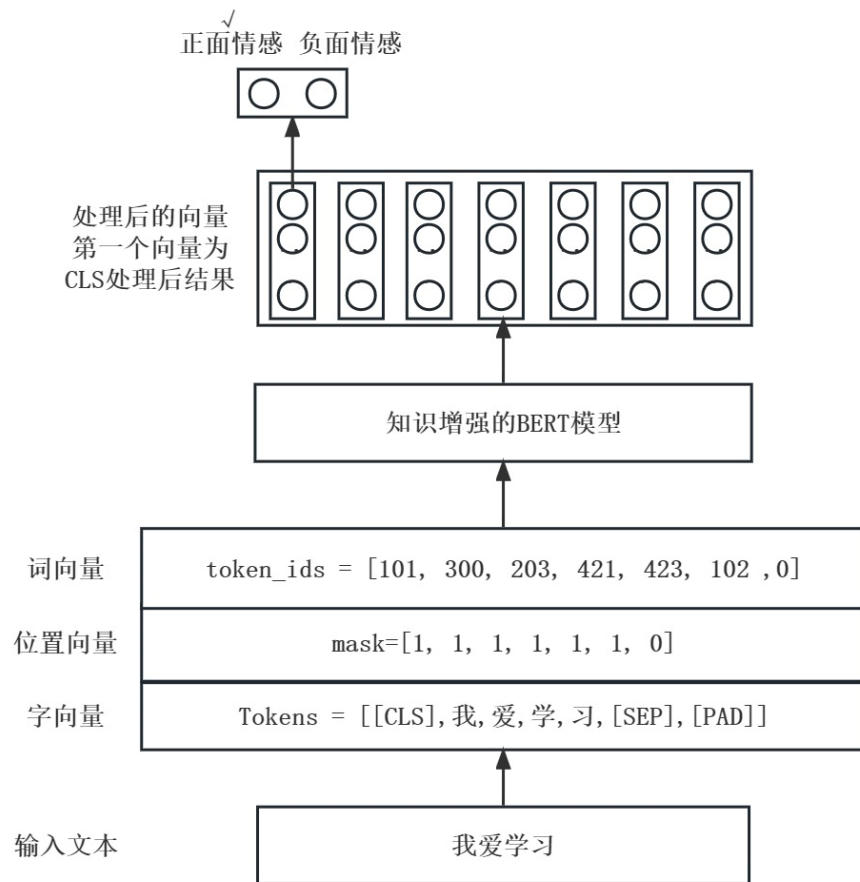 √
正面情感 负面情感
处理后的向量
第一个向量为
CLS处理后结果
知识增强的BERT模型
词向量 token_ids = [101, 300, 203, 421, 423, 102 ,0]
位置向量 mask=[1, 1, 1, 1, 1, 1, 0]
字向量 Tokens = [[CLS],我,爱,学,习,[SEP],[PAD]]
输入文本 我爱学习